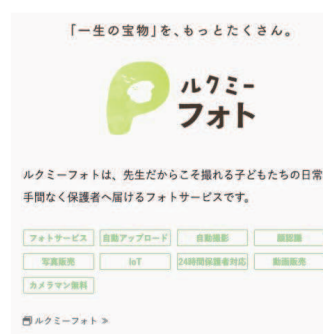 「一生の宝物」を、もっとたくさん。
ルクミー
フォト
ルクミーフォトは、先生だからこそ撮れる子どもたちの日常
手間なく保護者へ届けるフォトサービスです。
フォトサービス 自動アップロード 自動撮影 顔認識
写真販売 IoT 24時間保護者対応 動画販売
カメラマン無料
ルクミーフォト ≫